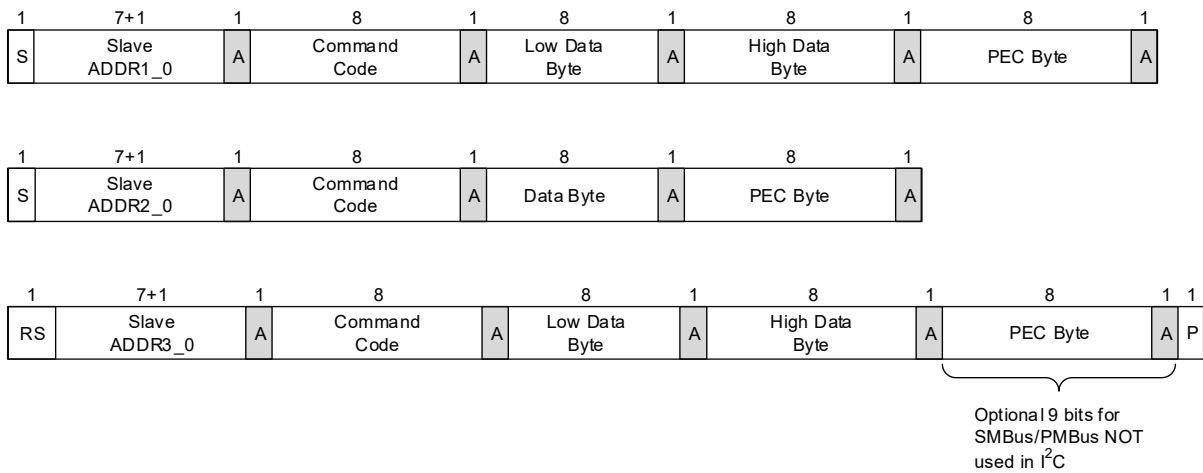 1 7+1 1 8 1 8 1 8 1 8 1
S Slave ADDR1_0 A Command Code A Low Data Byte A High Data Byte A PEC Byte A
1 7+1 1 8 1 8 1 8 1
S Slave ADDR2_0 A Command Code A Data Byte A PEC Byte A
1 7+1 1 8 8 1 8 1 8 1 1
RS Slave ADDR3_0 A Command Code A Low Data Byte A High Data Byte A PEC Byte A P
Optional 9 bits for
SMBus/PMBus NOT
used in I²C